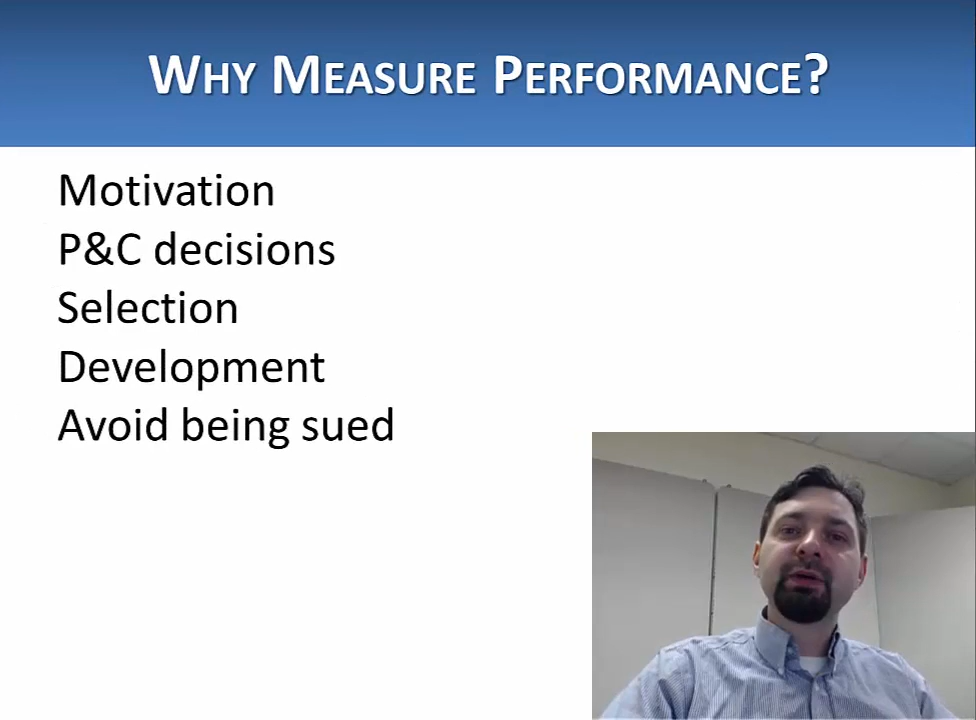 WHY MEASURE PERFORMANCE?
Motivation
P&C decisions
Selection
Development
Avoid being sued